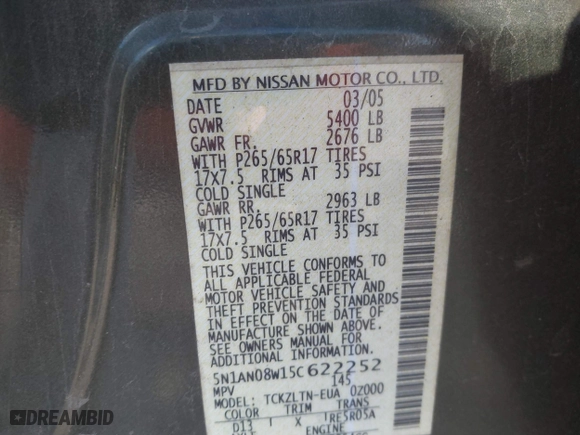 MFD BY NISSAN MOTOR CO., LTD.
DATE 03/05
GVWR 5400 LB
GAWR FR. 2676 LB
WITH P265/65R17 TIRES
17X7.5 RIMS AT 35 PSI
COLD SINGLE
GAWR RR. 2963 LB
WITH P265/65R17 TIRES
17X7.5 RIMS AT 35 PSI
COLD SINGLE
THIS VEHICLE CONFORMS TO
ALL APPLICABLE FEDERAL
MOTOR VEHICLE SAFETY AND
THEFT PREVENTION STANDARDS
IN EFFECT ON THE DATE OF
MANUFACTURE SHOWN ABOVE.
SEE OWNERS MANUAL FOR
ADDITIONAL INFORMATION.
5N1AN08W15C622252
MPV 145
MODEL: TCKZLTN-EUA 0Z000
COLOR TRIM TRANS
D13 I X IRE5R05A
ENGINE
DREAMBID